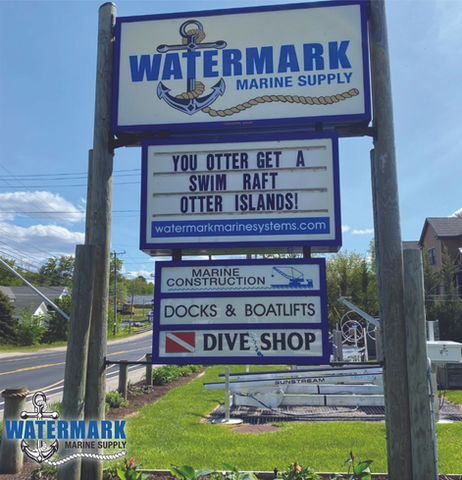 WATERMARK
MARINE SUPPLY
YOU OTTER GET A
SWIM RAFT
OTTER ISLANDS!
watermarkmarinesystems.com
MARINE
CONSTRUCTION
DOCKS & BOATLIFTS
DIVE SHOP
SUNSTREAM
WATERMARK
MARINE SUPPLY